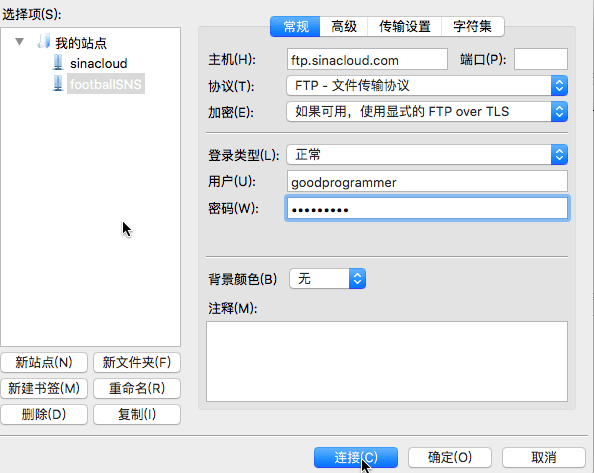 选择项(S):
我的站点
sinacloud
footballSNS
新站点(N) 新文件夹(F)
新建书签(M) 重命名(R)
删除(D) 复制(I)
常规 高级 传输设置 字符集
主机(H): ftp.sinacloud.com 端口(P):
协议(T): FTP - 文件传输协议
加密(E): 如果可用，使用显式的 FTP over TLS
登录类型(L): 正常
用户(U): goodprogrammer
密码(W): •••••••••
背景颜色(B) 无
注释(M):
连接(C) 确定(O) 取消